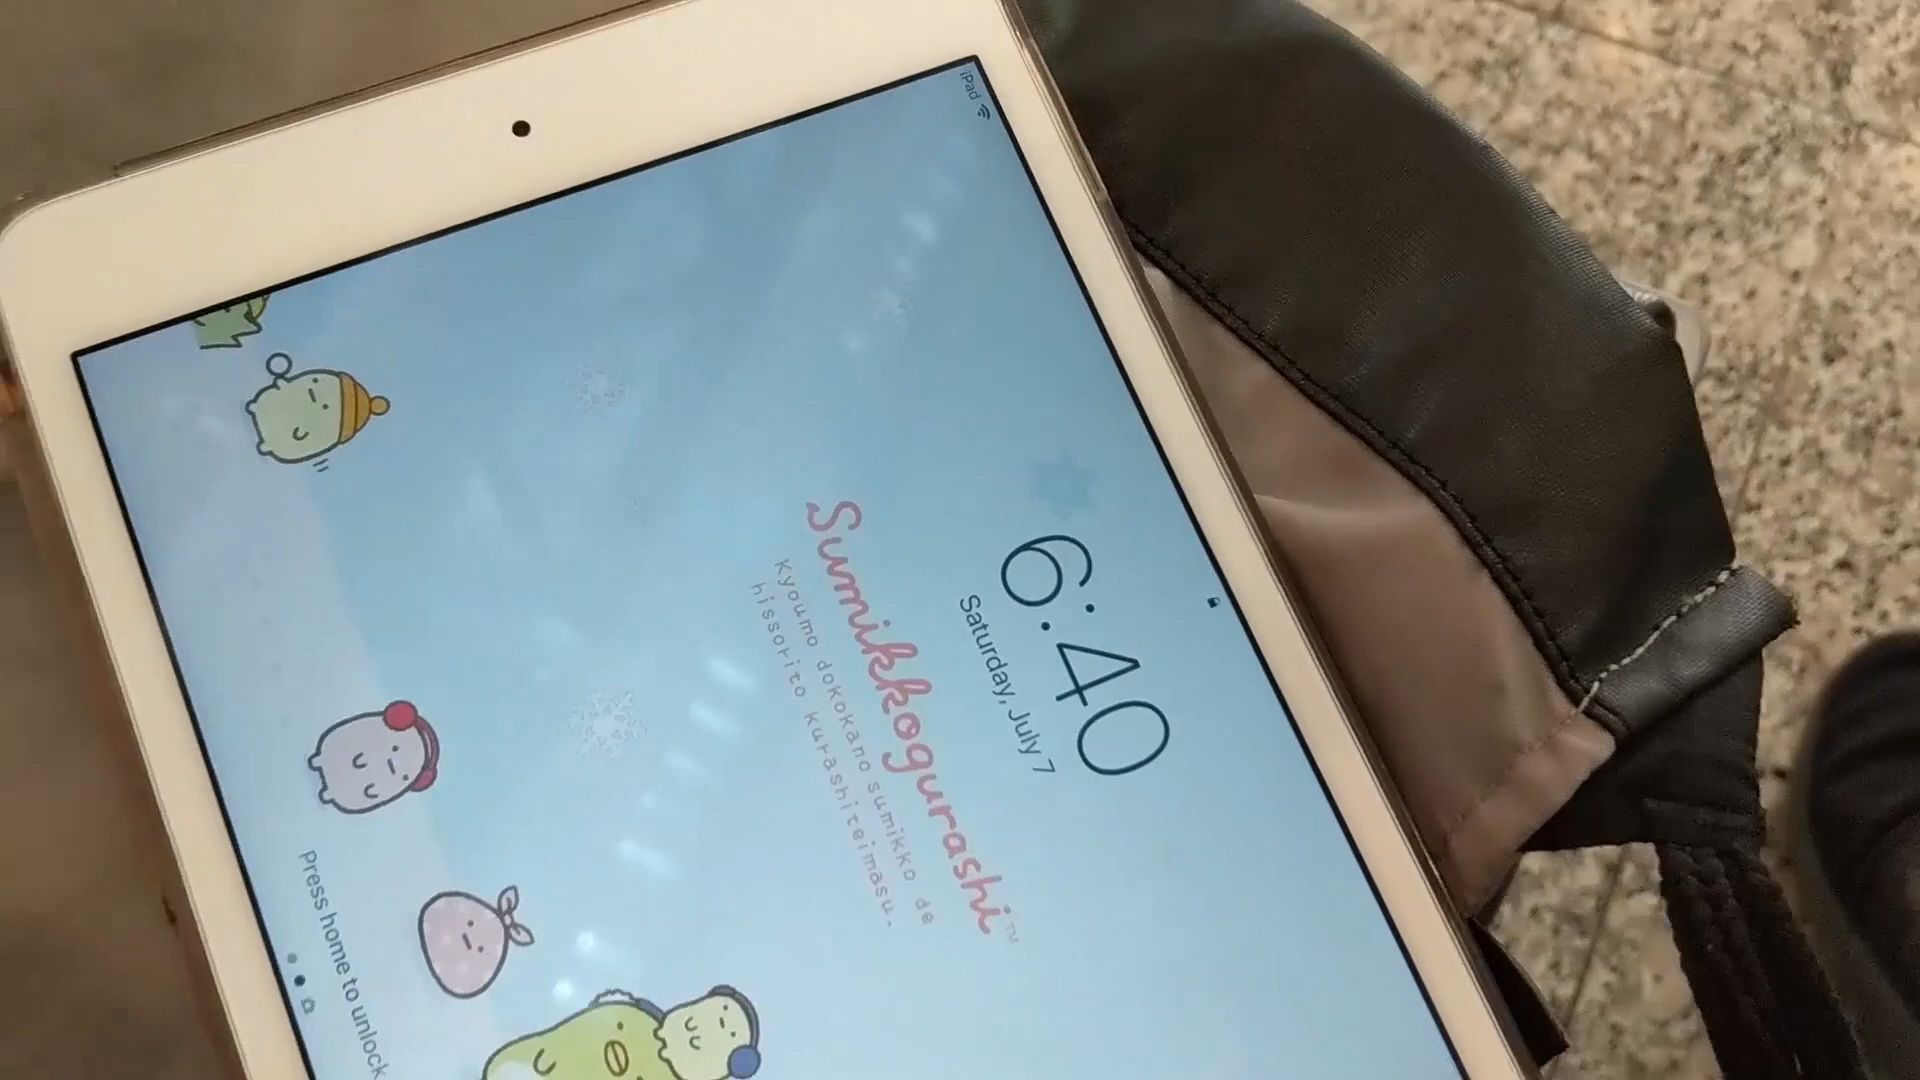 iPad
6:40
Saturday, July 7
Sumikkogurashi™
Kyoumo dokokano sumikko de
hissorito kurashiteimasu.
Press home to unlock